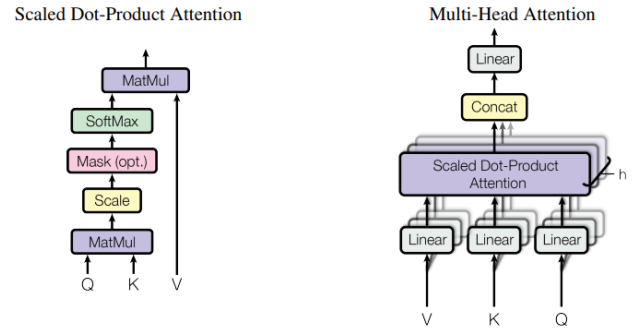 Scaled Dot-Product Attention
MatMul
SoftMax
Mask (opt.)
Scale
MatMul
Q K V
Multi-Head Attention
Linear
Concat
Scaled Dot-Product
Attention
h
Linear Linear Linear
V K Q